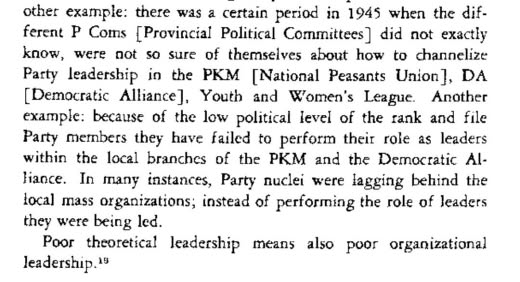 other example: there was a certain period in 1945 when the dif-
ferent P Coms [Provincial Political Committees] did not exactly
know, were not so sure of themselves about how to channelize
Party leadership in the PKM [National Peasants Union], DA
[Democratic Alliance], Youth and Women's League. Another
example: because of the low political level of the rank and file
Party members they have failed to perform their role as leaders
within the local branches of the PKM and the Democratic Al-
liance. In many instances, Party nuclei were lagging behind the
local mass organizations; instead of performing the role of leaders
they were being led.
Poor theoretical leadership means also poor organizational
leadership.¹⁹